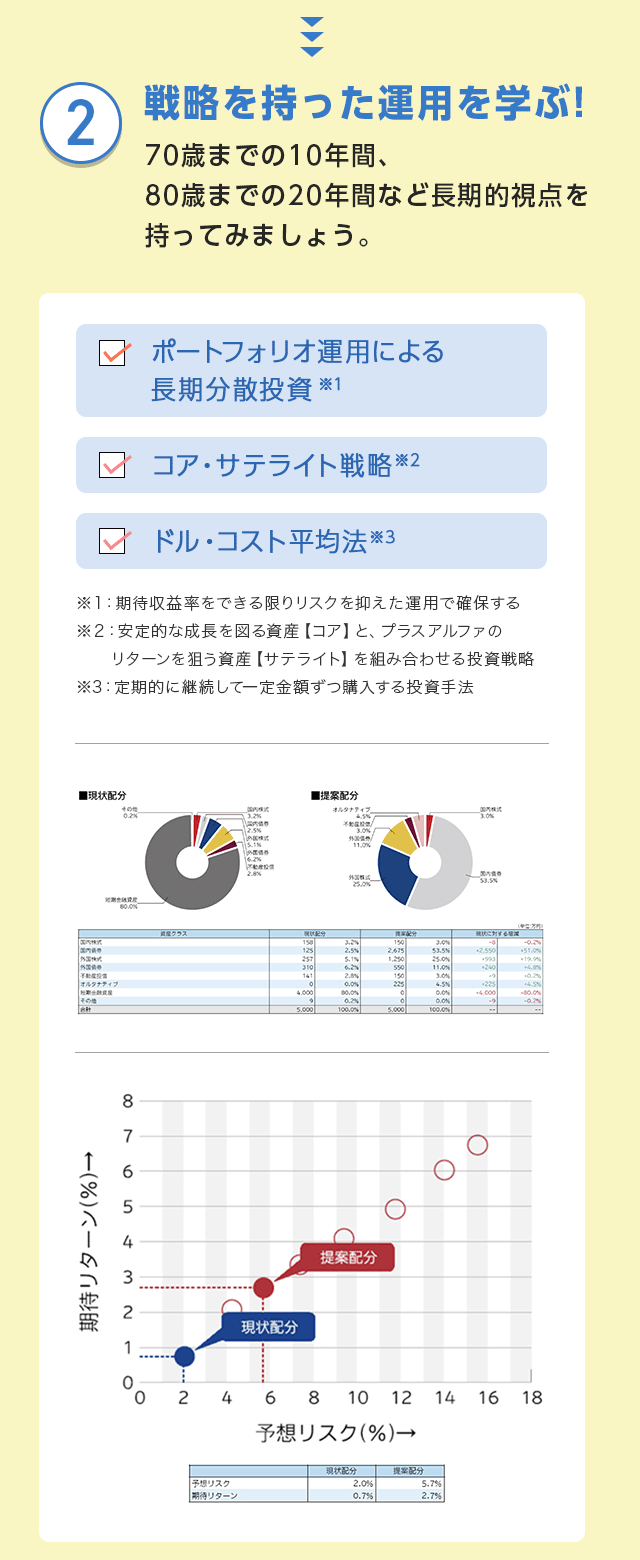 2
戦略を持った運用を学ぶ!
70歳までの10年間、
80歳までの20年間など長期的視点を
持ってみましょう。
ポートフォリオ運用による
長期分散投資※1
コア・サテライト戦略※2
ドル・コスト平均法※3
※1：期待収益率をできる限りリスクを抑えた運用で確保する
※2：安定的な成長を図る資産【コア】と、プラスアルファの
リターンを狙う資産【サテライト】を組み合わせる投資戦略
※3：定期的に継続して一定金額ずつ購入する投資手法
■現状配分
その他
0.2%
国内株式
3.2%
国内債券
2.5%
外国株式
5.1%
外国債券
6.2%
不動産投信
2.8%
短期金融資産
80.0%
■提案配分
オルタナティブ
4.5%
不動産投信
3.0%
外国債券
11.0%
外国株式
25.0%
国内株式
3.0%
国内債券
53.5%
(単位:万円)
資産クラス 現状配分 提案配分 現状に対する増減
国内株式 158 3.2% 150 3.0% -8 -0.2%
国内債券 125 2.5% 2,675 53.5% +2,550 +51.0%
外国株式 257 5.1% 1,250 25.0% +993 +19.9%
外国債券 310 6.2% 550 11.0% +240 +4.8%
不動産投信 141 2.8% 150 3.0% +9 +0.2%
オルタナティブ 0 0.0% 225 4.5% +225 +4.5%
短期金融資産 4,000 80.0% 0 0.0% -80.0%
その他 9 0.2% 0 0.0% -9 -0.2%
合計 5,000 100.0% 5,000 100.0% -- --
期待リターン(%)→
8
7
6
5
4
3
2
1
0
提案配分
現状配分
0 2 4 6 8 10 12 14 16 18
予想リスク(%)→
現状配分 提案配分
予想リスク 2.0% 5.7%
期待リターン 0.7% 2.7%